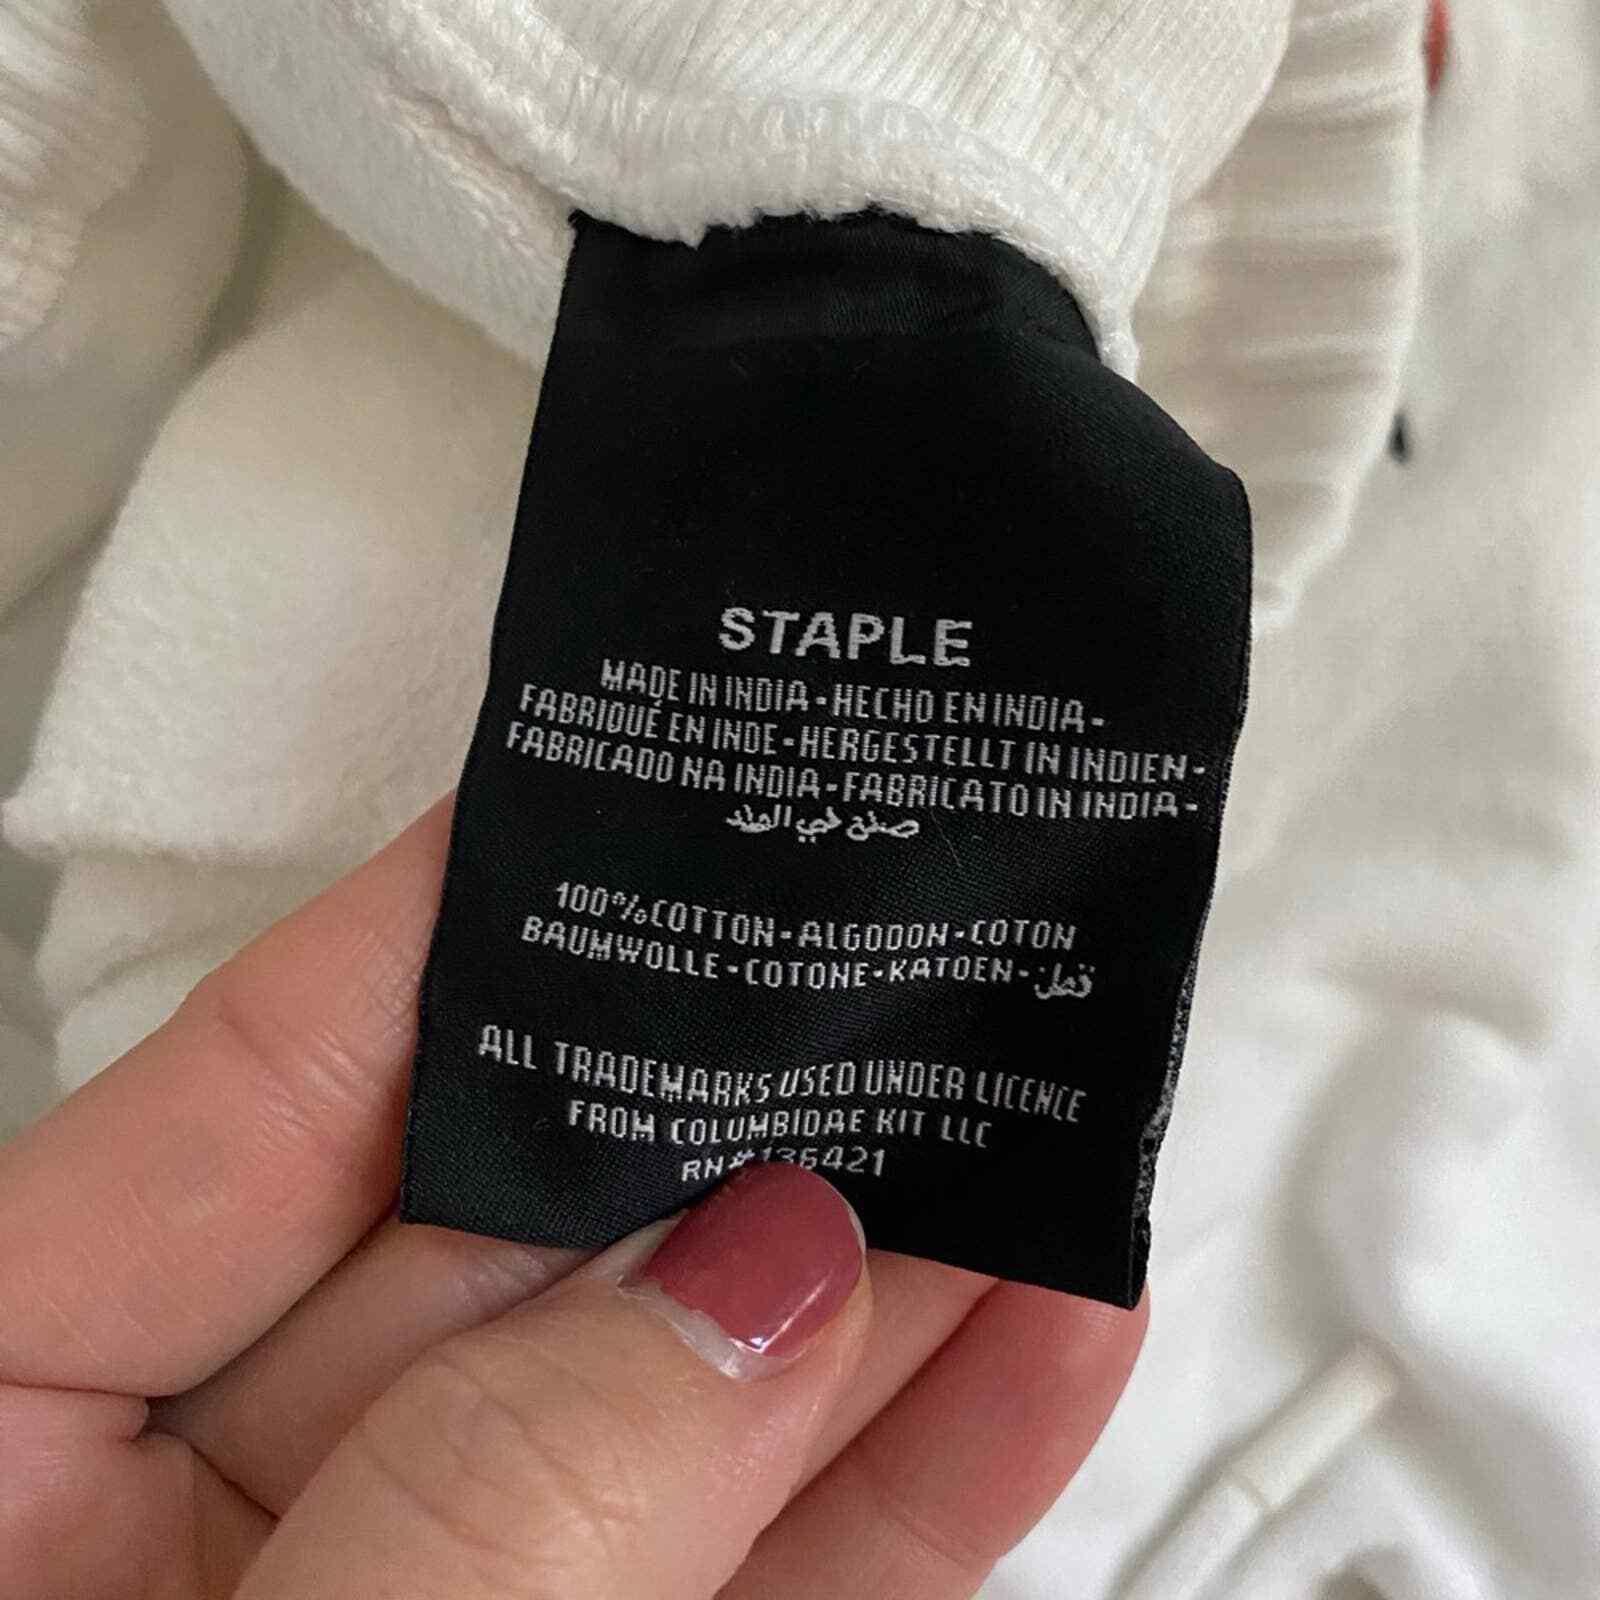 STAPLE
MADE IN INDIA - HECHO EN INDIA -
FABRIQUÉ EN INDE - HERGESTELLT IN INDIEN -
FABRICADO NA INDIA - FABRICATO IN INDIA -
صنع في الهند
100% COTTON - ALGODON - COTON
BAUMWOLLE - COTONE - KATOEN - قطن
ALL TRADEMARKS USED UNDER LICENCE
FROM COLUMBIDAE KIT LLC
RN# 136421